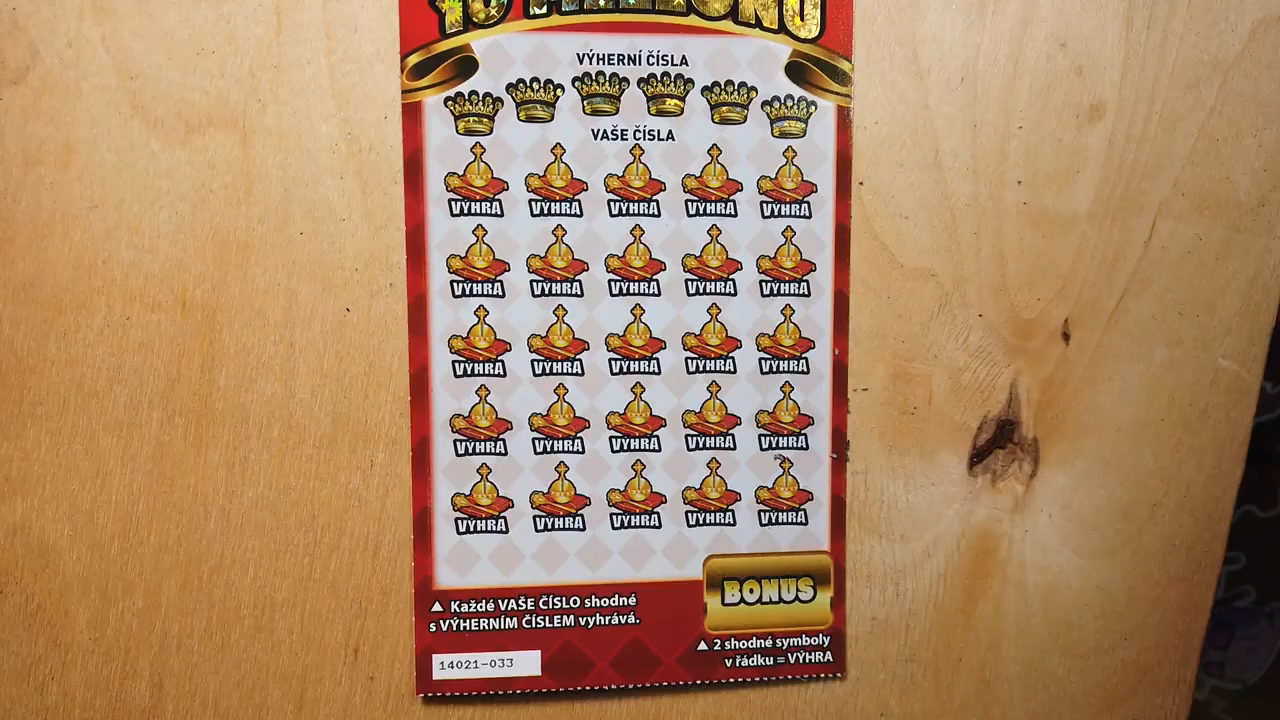 10 MILIONŮ
VÝHERNÍ ČÍSLA
VAŠE ČÍSLA
VÝHRA VÝHRA VÝHRA VÝHRA VÝHRA
VÝHRA VÝHRA VÝHRA VÝHRA VÝHRA
VÝHRA VÝHRA VÝHRA VÝHRA VÝHRA
VÝHRA VÝHRA VÝHRA VÝHRA VÝHRA
VÝHRA VÝHRA VÝHRA VÝHRA VÝHRA
BONUS
▲ Každé VAŠE ČÍSLO shodné
s VÝHERNÍM ČÍSLEM vyhrává.
▲ 2 shodné symboly
v řádku = VÝHRA
14021-033